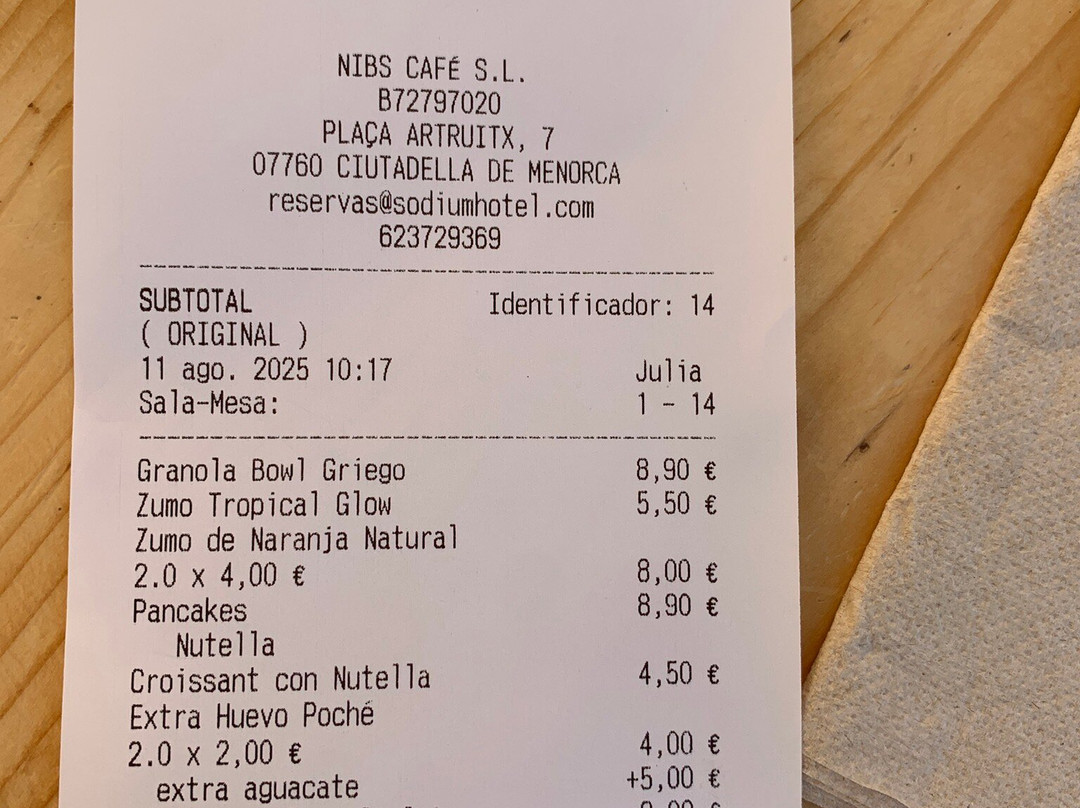 NIBS CAFÉ S.L.
B72797020
PLAÇA ARTRUITX, 7
07760 CIUTADELLA DE MENORCA
reservas@sodiumhotel.com
623729369
SUBTOTAL Identificador: 14
( ORIGINAL )
11 ago. 2025 10:17 Julia
Sala-Mesa: 1 - 14
Granola Bowl Griego 8,90 €
Zumo Tropical Glow 5,50 €
Zumo de Naranja Natural
2.0 x 4,00 € 8,00 €
Pancakes 8,90 €
Nutella
Croissant con Nutella 4,50 €
Extra Huevo Poché
2.0 x 2,00 € 4,00 €
extra aguacate +5,00 €